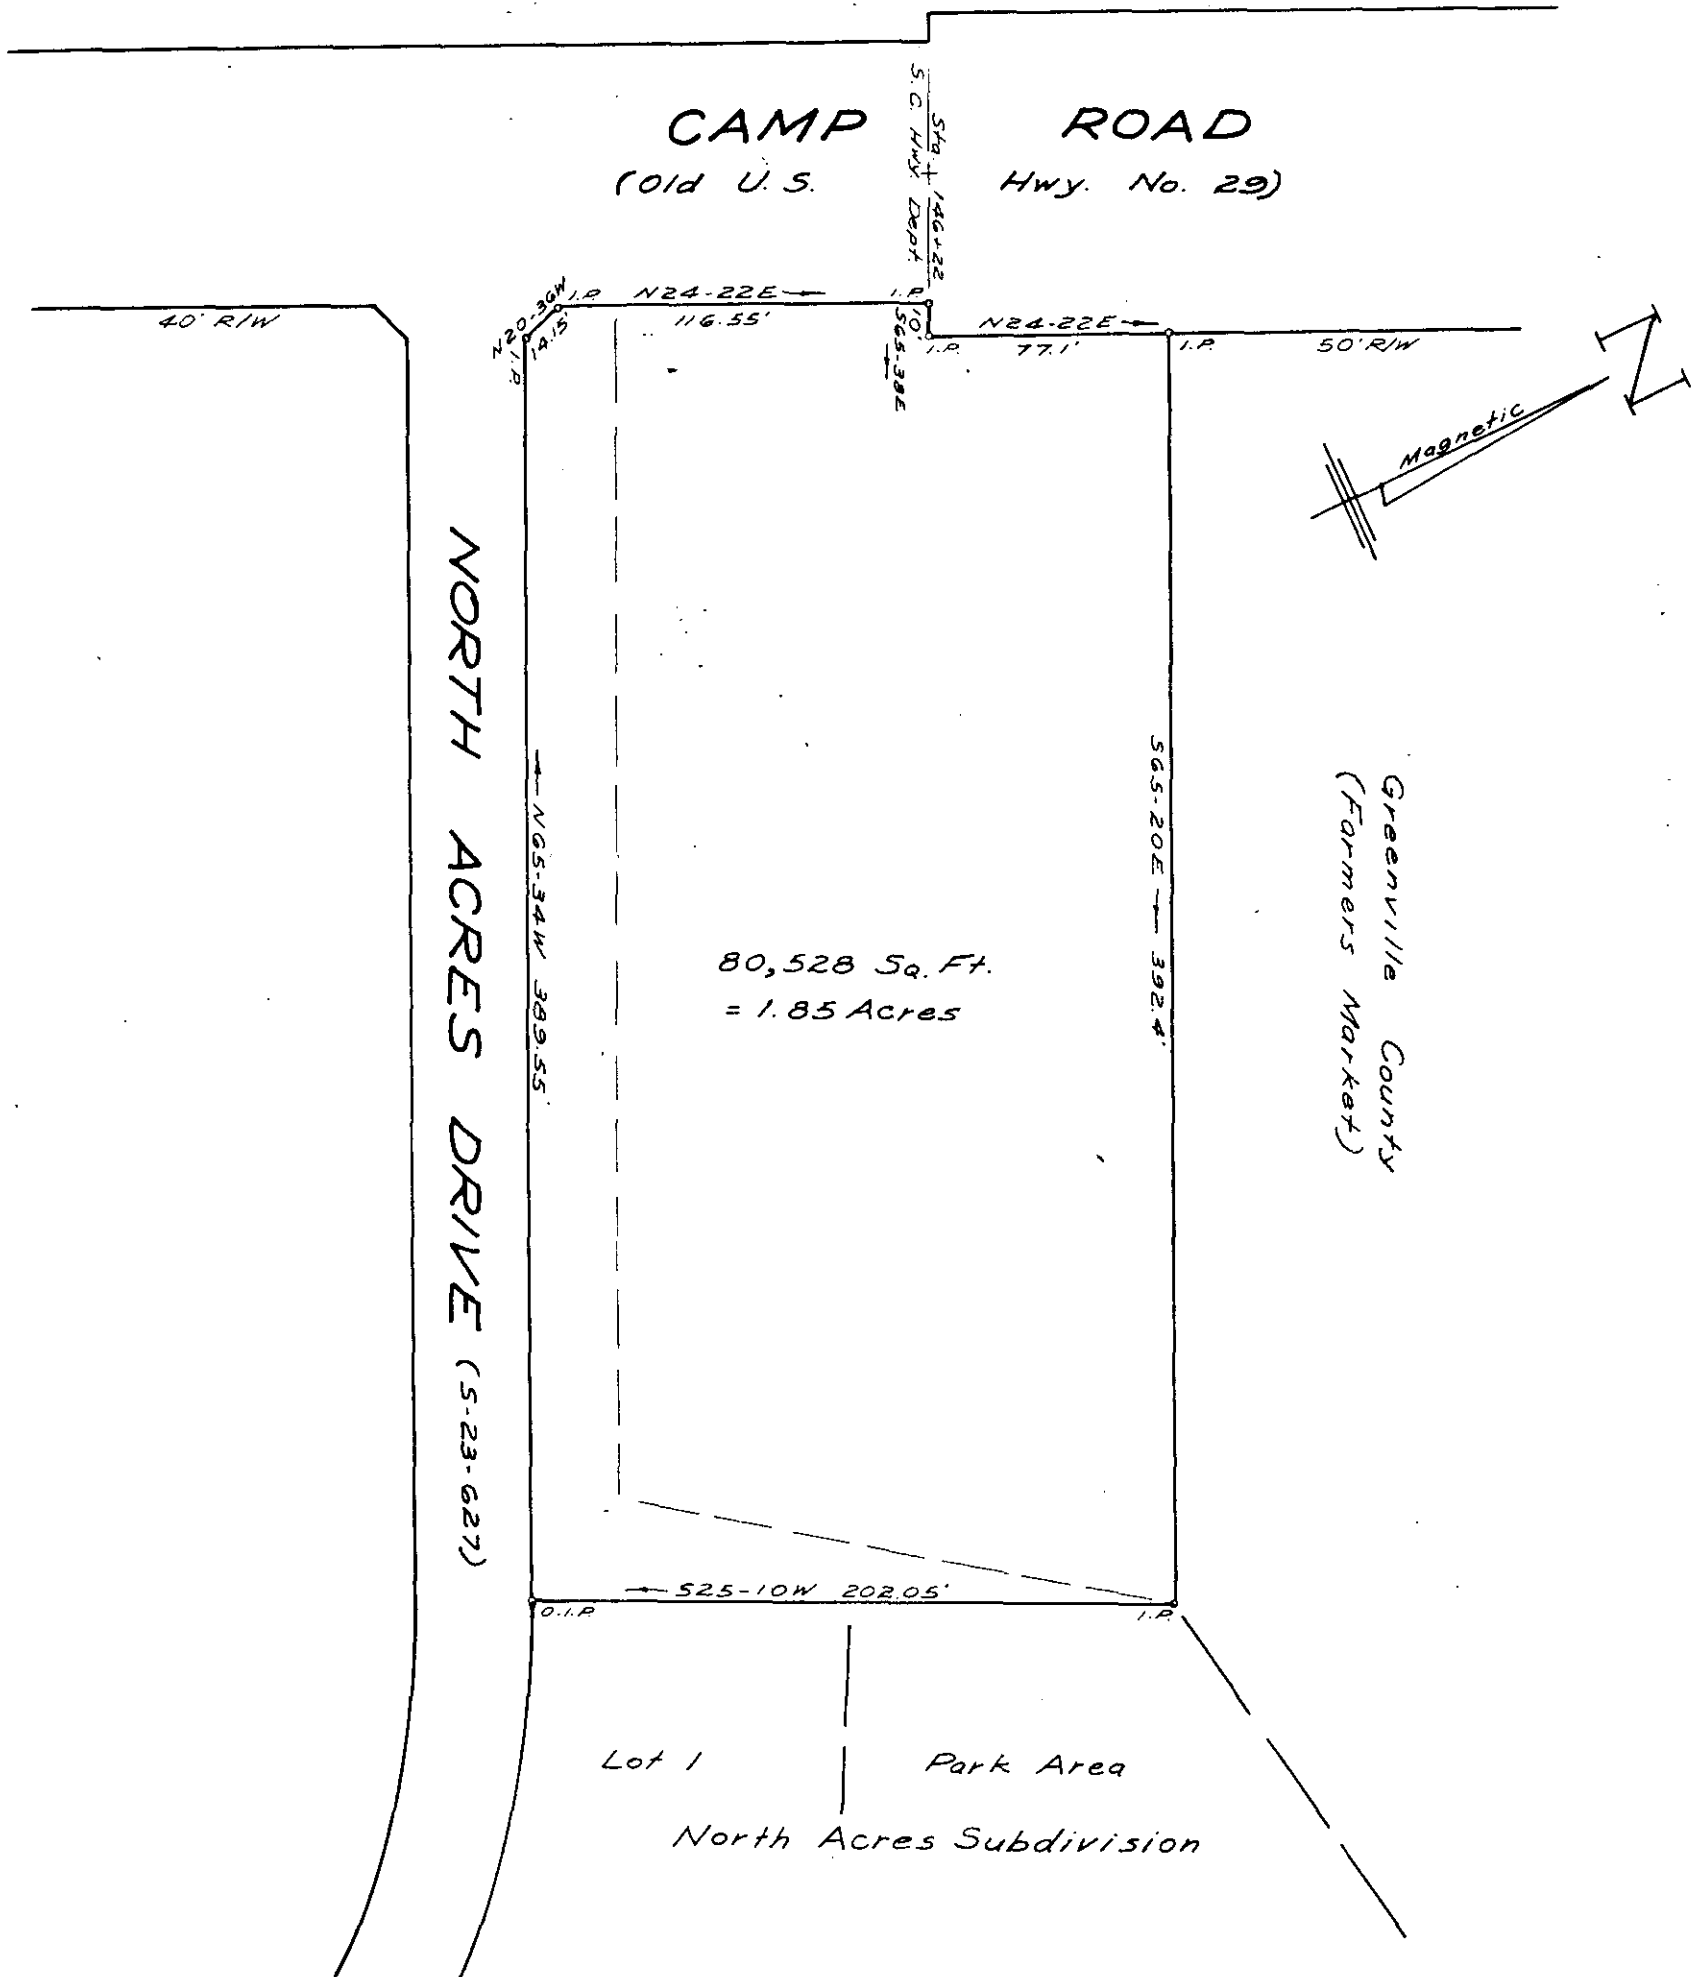 CAMP ROAD
(Old U.S. Hwy. No. 29)
Sta. 146+22
S.C. Hwy. Dept.
40' R/W
N20-36W
14.15'
I.P.
I.P.
N24-22E
116.55'
I.P.
10'
S65-38E
I.P.
N24-22E
77.1'
I.P.
50' R/W
N
Magnetic
NORTH ACRES DRIVE (S-23-627)
N65-34W 389.55'
S65-20E 392.4'
Greenville County
(Farmers Market)
80,528 Sq. Ft.
= 1.85 Acres
S25-10W 202.05'
O.I.P.
I.P.
Lot 1
Park Area
North Acres Subdivision